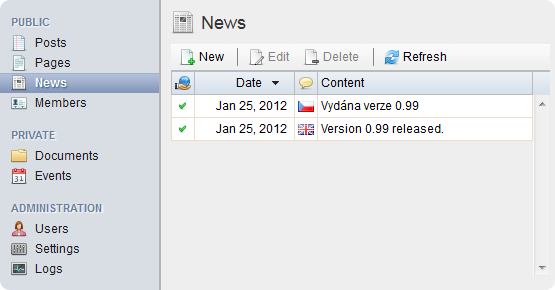 PUBLIC
Posts
Pages
News
Members
PRIVATE
Documents
31
Events
ADMINISTRATION
Users
Settings
Logs
News
New Edit Delete Refresh
Date Content
Jan 25, 2012 Vydána verze 0.99
Jan 25, 2012 Version 0.99 released.